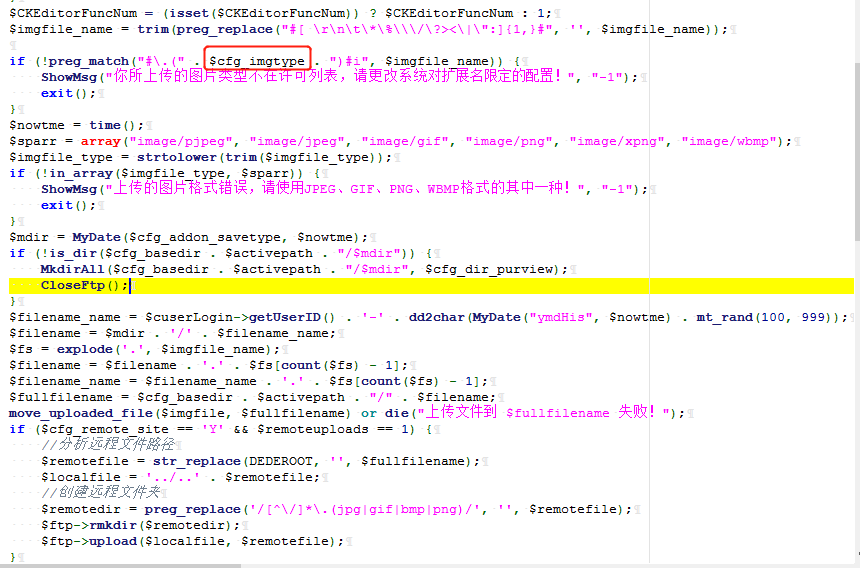 $CKEditorFuncNum = (isset($CKEditorFuncNum)) ? $CKEditorFuncNum : 1;
$imgfile_name = trim(preg_replace("#[ \r\n\t\*\%\\\/\?><\|\":]{1,}#", '', $imgfile_name));
if (!preg_match("#\.(" . $cfg_imgtype . ")#i", $imgfile_name)) {
ShowMsg("你所上传的图片类型不在许可列表，请更改系统对扩展名限定的配置！", "-1");
exit();
}
$nowtme = time();
$sparr = array("image/pjpeg", "image/jpeg", "image/gif", "image/png", "image/xpng", "image/wbmp");
$imgfile_type = strtolower(trim($imgfile_type));
if (!in_array($imgfile_type, $sparr)) {
ShowMsg("上传的图片格式错误，请使用JPEG、GIF、PNG、WBMP格式的其中一种！", "-1");
exit();
}
$mdir = MyDate($cfg_addon_savetype, $nowtme);
if (!is_dir($cfg_basedir . $activepath . "/$mdir")) {
MkdirAll($cfg_basedir . $activepath . "/$mdir", $cfg_dir_purview);
CloseFtp();
}
$filename_name = $cuserLogin->getUserID() . '-' . dd2char(MyDate("ymdHis", $nowtme) . mt_rand(100, 999));
$filename = $mdir . '/' . $filename_name;
$fs = explode('.', $imgfile_name);
$filename = $filename . '.' . $fs[count($fs) - 1];
$filename_name = $filename_name . '.' . $fs[count($fs) - 1];
$fullfilename = $cfg_basedir . $activepath . "/" . $filename;
move_uploaded_file($imgfile, $fullfilename) or die("上传文件到 $fullfilename 失败！");
if ($cfg_remote_site == 'Y' && $remoteuploads == 1) {
//分析远程文件路径
$remotefile = str_replace(DEDEROOT, '', $fullfilename);
$localfile = '../..' . $remotefile;
//创建远程文件夹
$remotedir = preg_replace('/[^\/]*\.(jpg|gif|bmp|png)/', '', $remotefile);
$ftp->rmkdir($remotedir);
$ftp->upload($localfile, $remotefile);
}